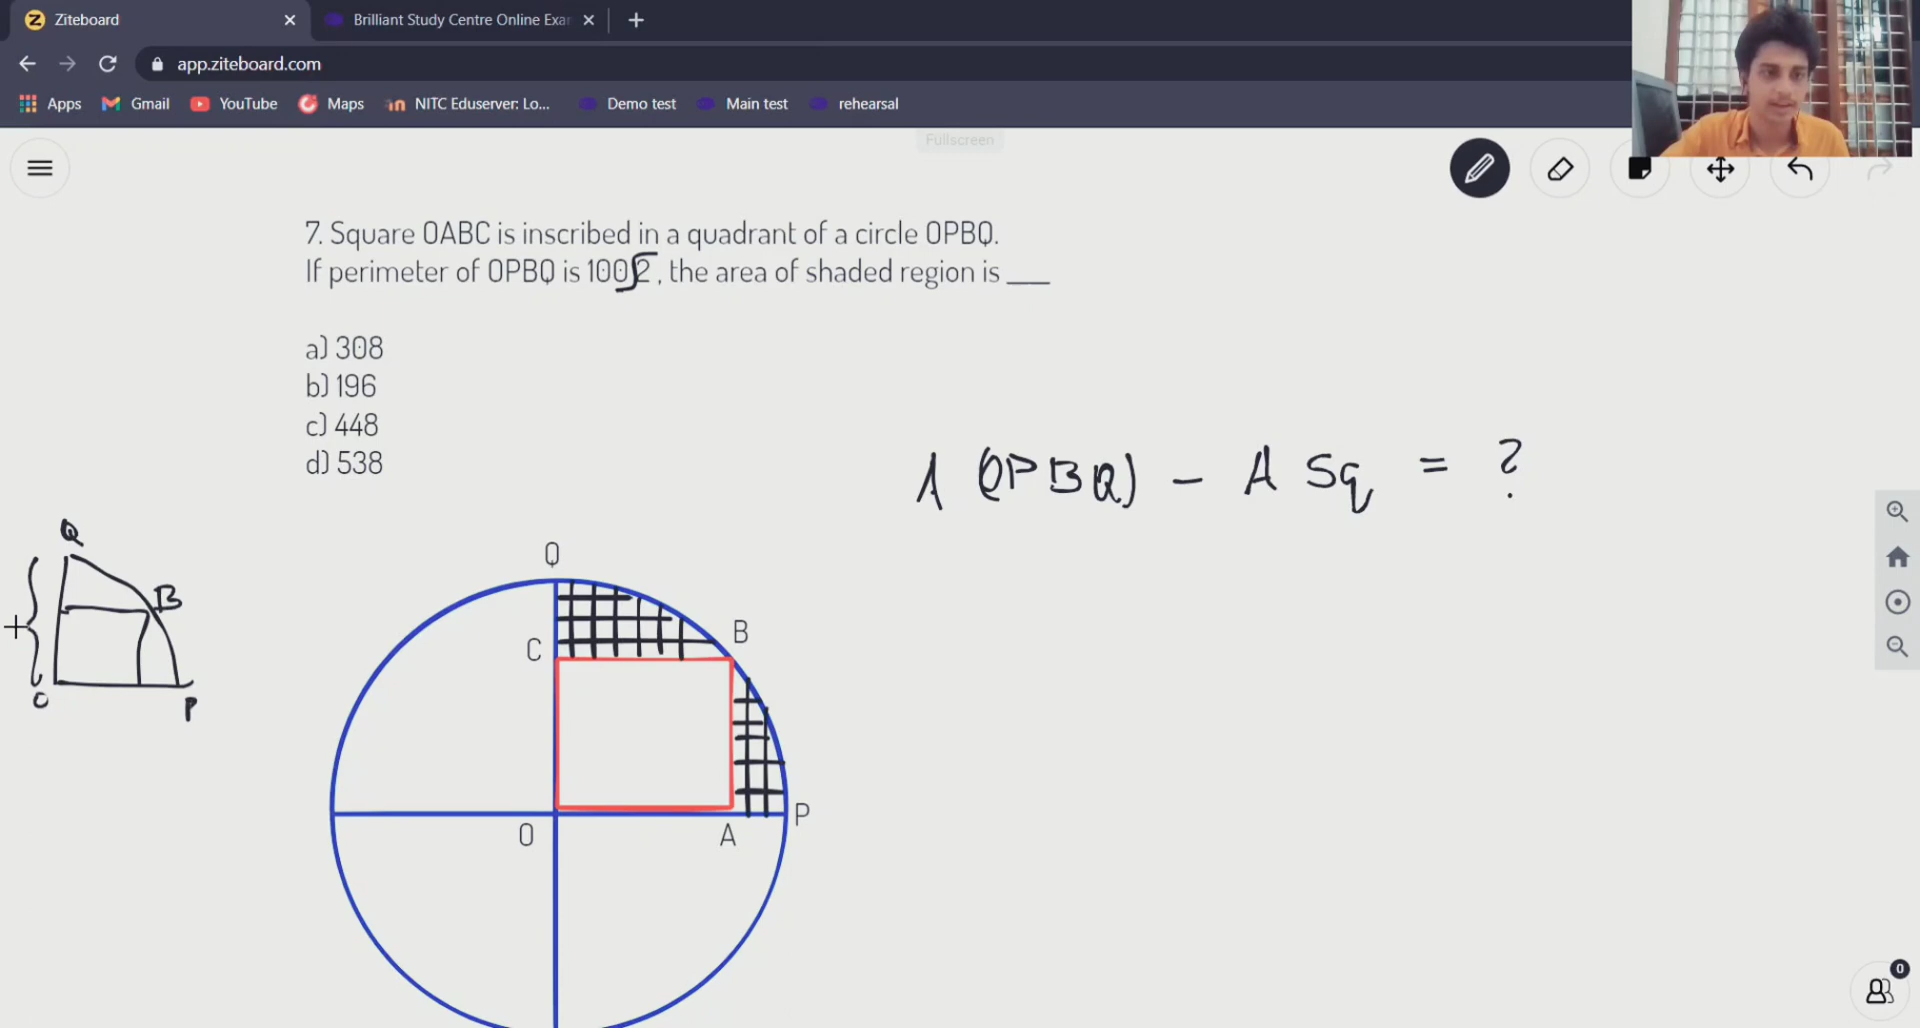 Ziteboard
Brilliant Study Centre Online Exa
app.ziteboard.com
Apps
Gmail
YouTube
Maps
NITC Eduserver: Lo...
Demo test
Main test
rehearsal
Fullscreen
7. Square OABC is inscribed in a quadrant of a circle OPBQ.
If perimeter of OPBQ is 100√2, the area of shaded region is ___
a) 308
b) 196
c) 448
d) 538
A (OPBQ) - A Sq = ?
Q
B
O
P
Q
C
B
O
A
P
0